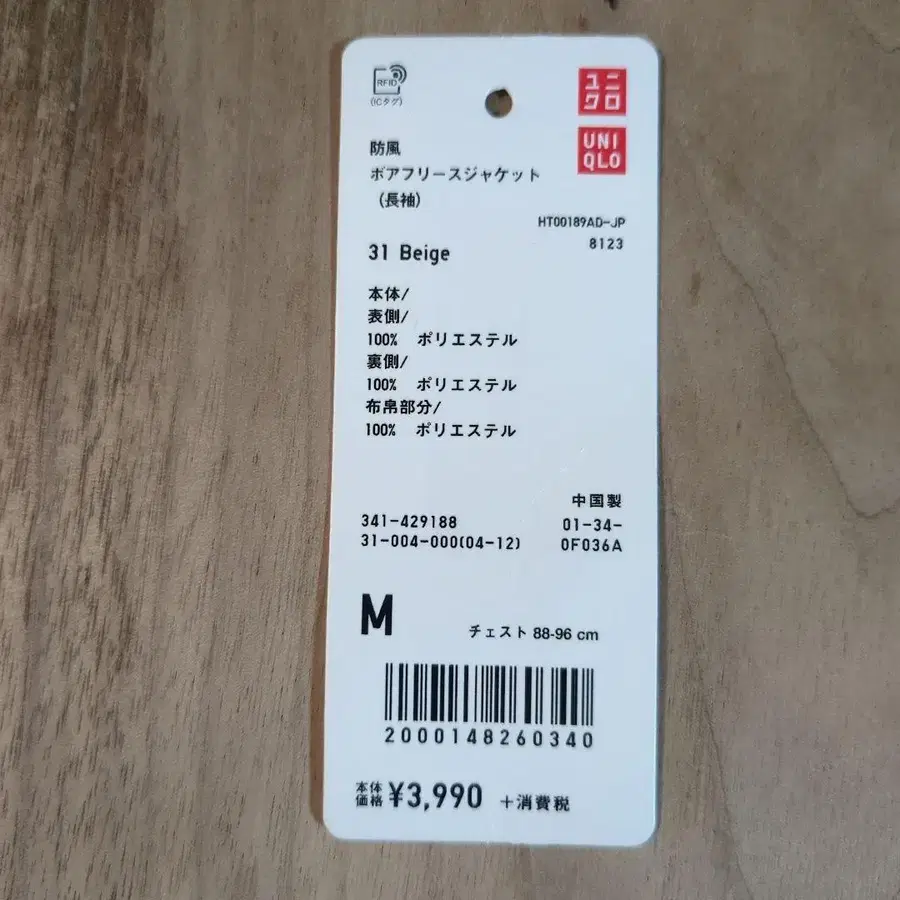 RFID
(ICタグ)
ユニ
クロ
UNI
QLO
防風
ボアフリースジャケット
(長袖)
HT00189AD-JP
8123
31 Beige
本体/
表側/
100% ポリエステル
裏側/
100% ポリエステル
布帛部分/
100% ポリエステル
中国製
341-429188 01-34-
31-004-000(04-12) 0F036A
M チェスト 88-96 cm
2000148260340
本体
価格 ¥3,990 +消費税